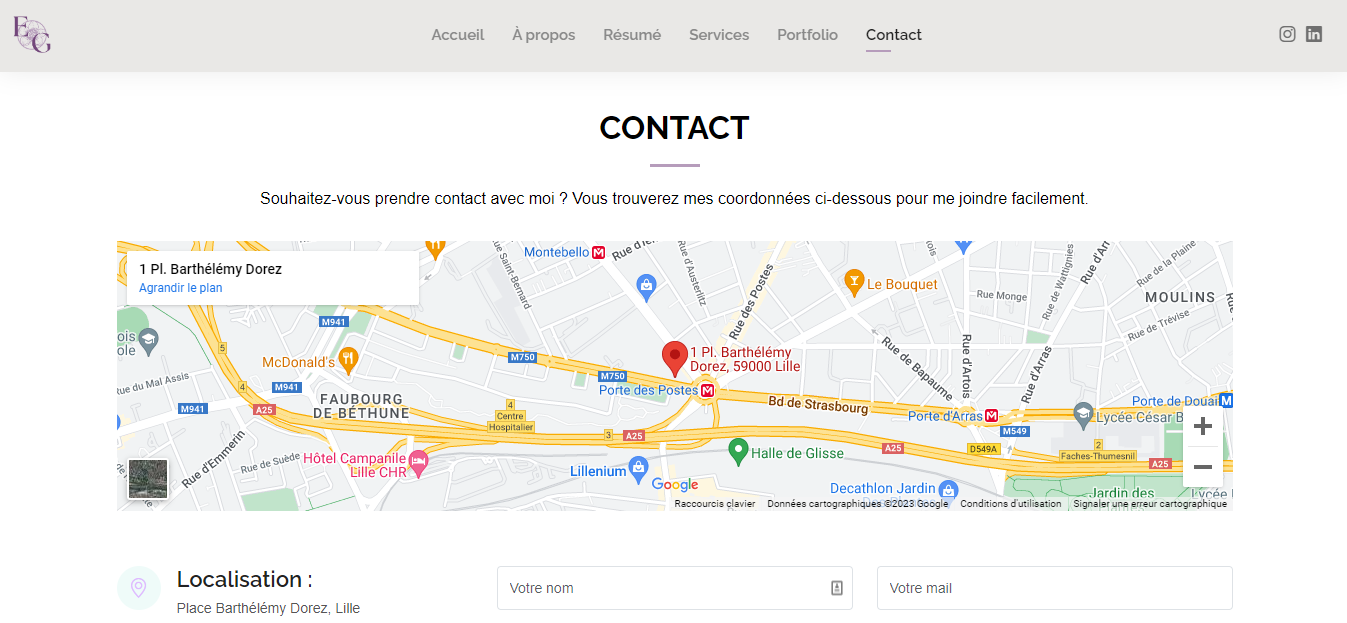 EG
Accueil À propos Résumé Services Portfolio Contact
CONTACT
Souhaitez-vous prendre contact avec moi ? Vous trouverez mes coordonnées ci-dessous pour me joindre facilement.
1 Pl. Barthélémy Dorez
Agrandir le plan
Montebello
Rue Saint-Bernard
Rue d'Austerlitz
Rue des Postes
Le Bouquet
Rue Monge
Rue de Wattignies
Rue d'Ar
Rue de la Plaine
MOULINS
Rue de Trévise
M941
5
McDonald's
M750
1 Pl. Barthélémy
Dorez, 59000 Lille
Rue de Bapaume
Rue d'Artois
Rue d'Arras
Rue du Mal Assis
4
M941
M750
Porte des Postes
M941
A25
FAUBOURG
DE BÉTHUNE
4
Centre
Hospitalier
3
A25
Bd de Strasbourg
Porte d'Arras
M549
Porte de Douai
Lycée César B
Rue d'Emmerin
Rue de Suède
Hôtel Campanile
Lille CHR
Lillenium
Halle de Glisse
A25
D549A
2
Faches-Thumesnil
A25
Google
Decathlon Jardin
Jardin des
Lycée
Raccourcis clavier Données cartographiques ©2023 Google Conditions d'utilisation Signaler une erreur cartographique
Localisation :
Place Barthélémy Dorez, Lille
Votre nom
Votre mail